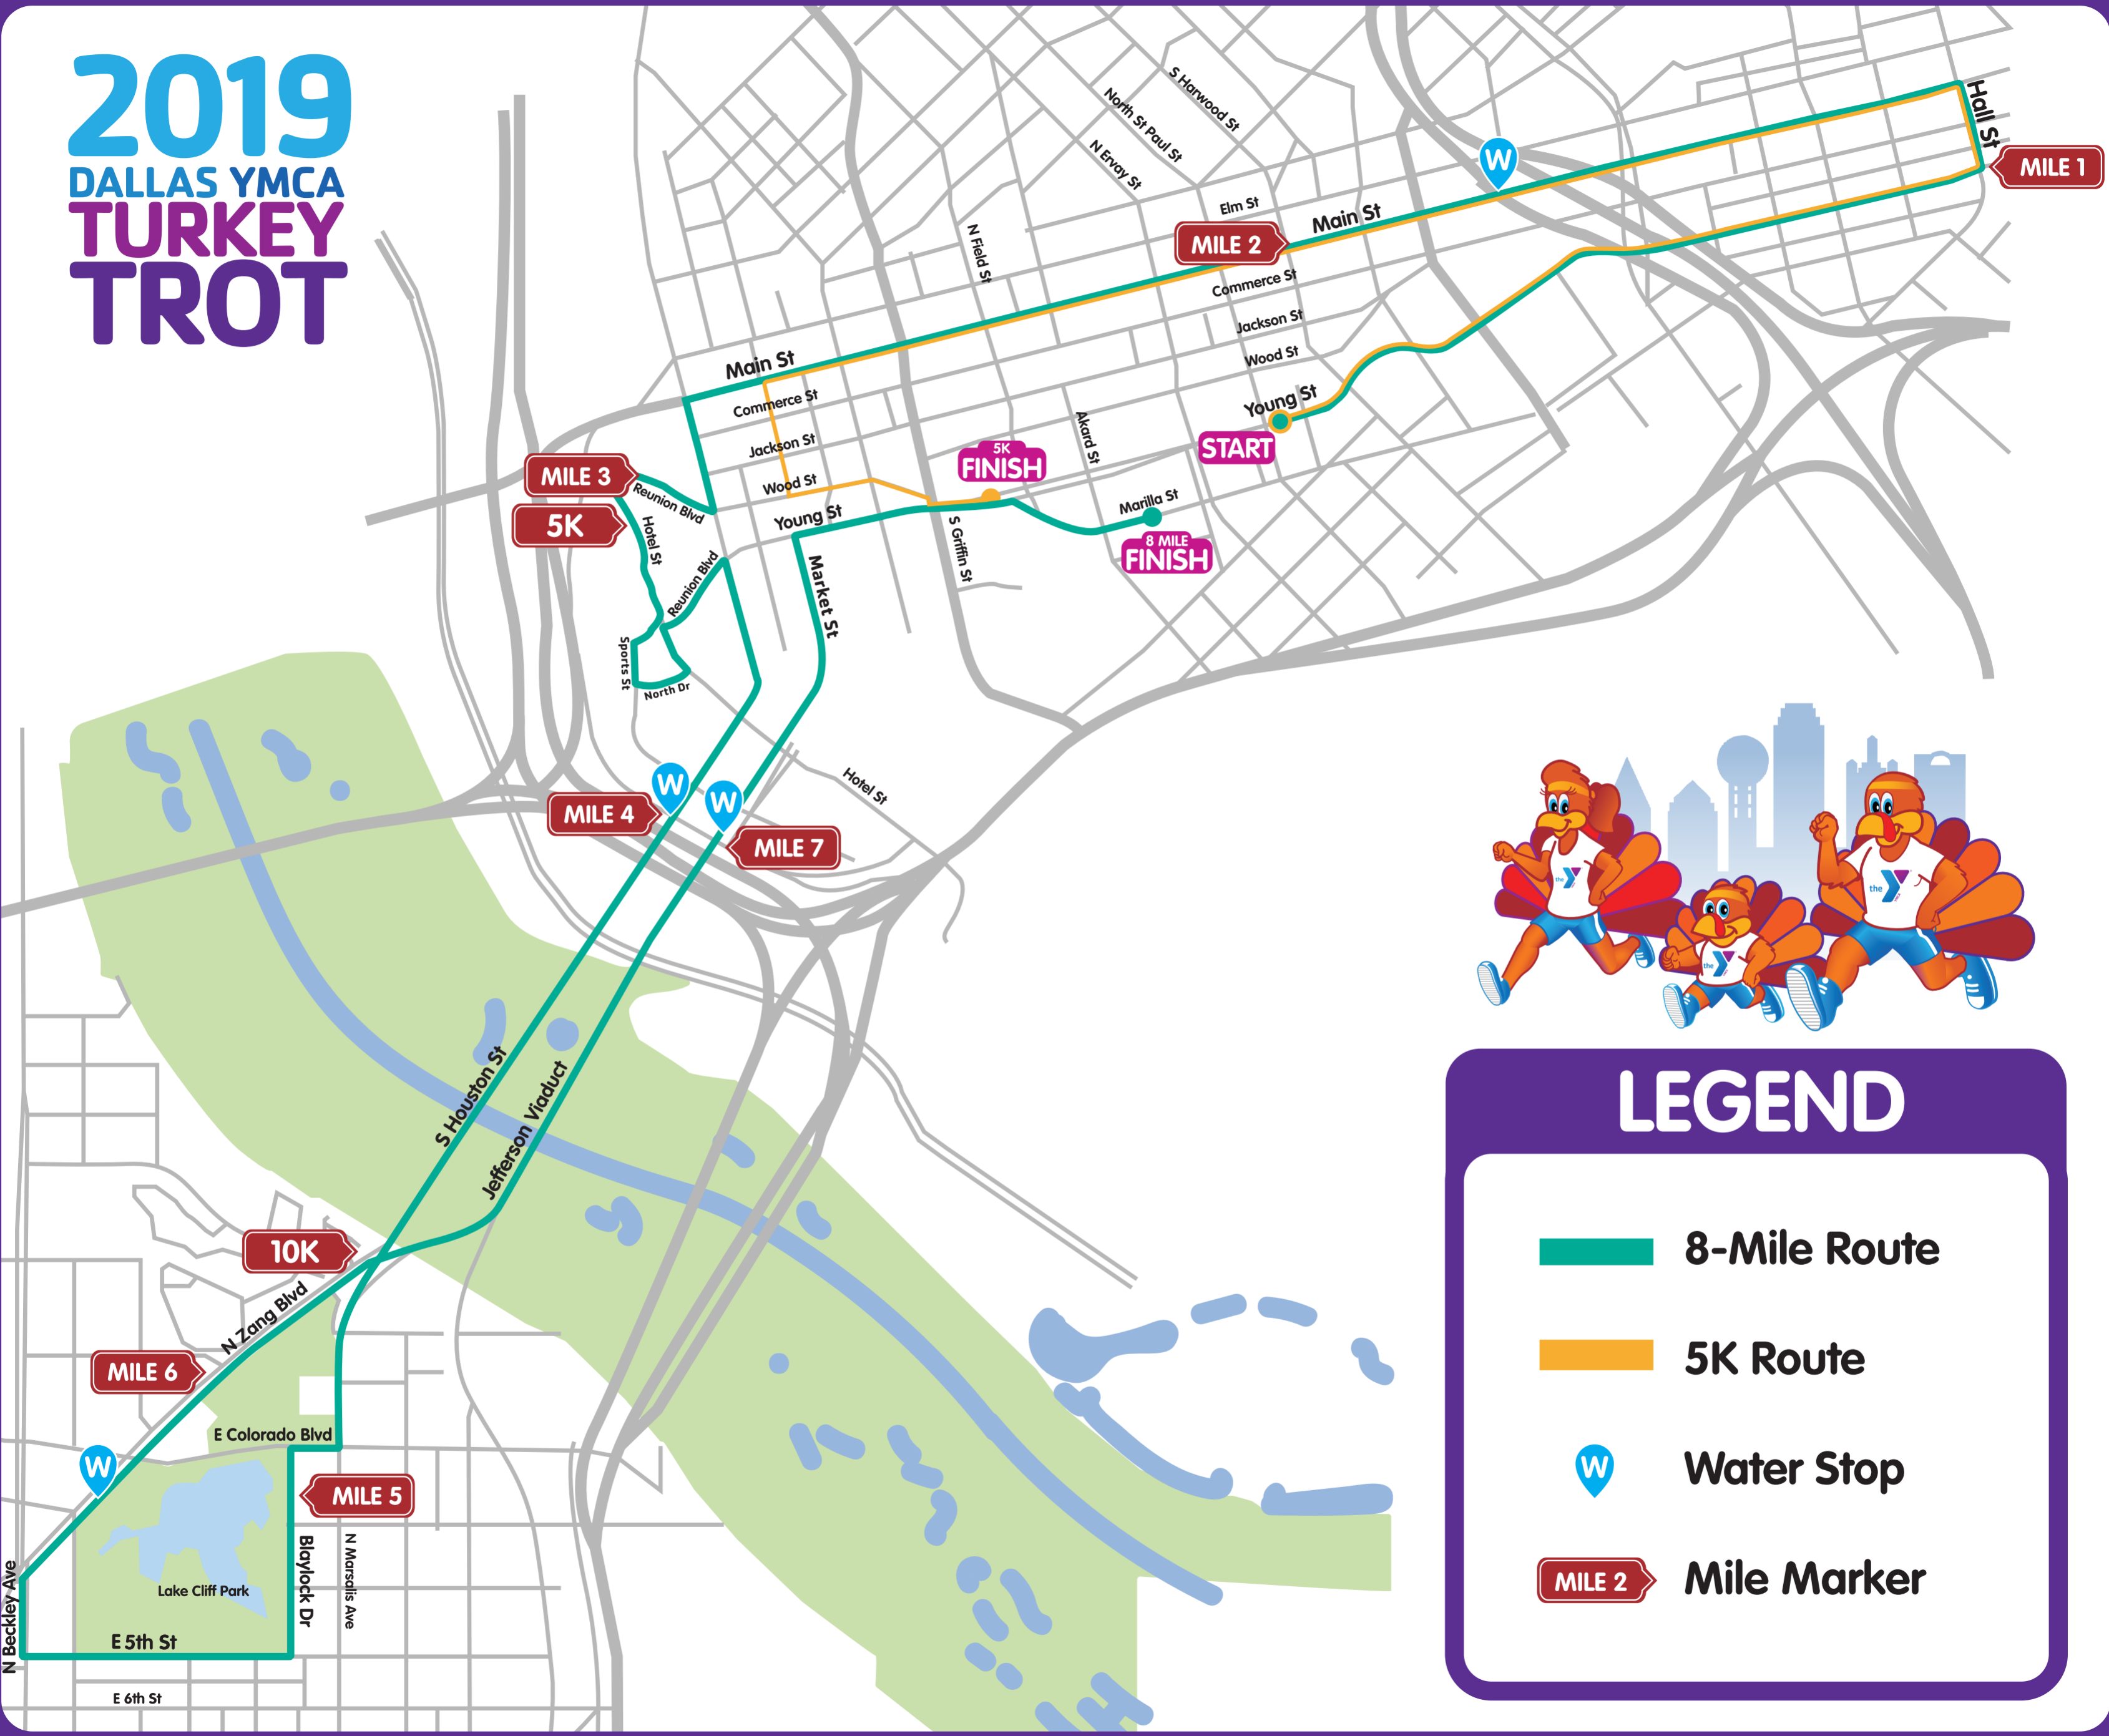 2019
DALLAS YMCA
TURKEY
TROT
S Harwood St
North St Paul St
N Ervay St
Hall St
W
MILE 1
Elm St
Main St
MILE 2
N Field St
Commerce St
Jackson St
Wood St
Main St
Commerce St
Young St
START
Akard St
5K
FINISH
Jackson St
Wood St
MILE 3
Reunion Blvd
5K
Hotel St
Young St
Marilla St
8 MILE
FINISH
S Griffin St
Reunion Blvd
Market St
Sports St
North Dr
W
W
Hotel St
MILE 4
MILE 7
S Houston St
Jefferson Viaduct
10K
N Zang Blvd
MILE 6
E Colorado Blvd
W
MILE 5
Blaylock Dr
N Marsalis Ave
Lake Cliff Park
N Beckley Ave
E 5th St
E 6th St
the Y
the Y
the Y
LEGEND
8-Mile Route
5K Route
W Water Stop
MILE 2 Mile Marker